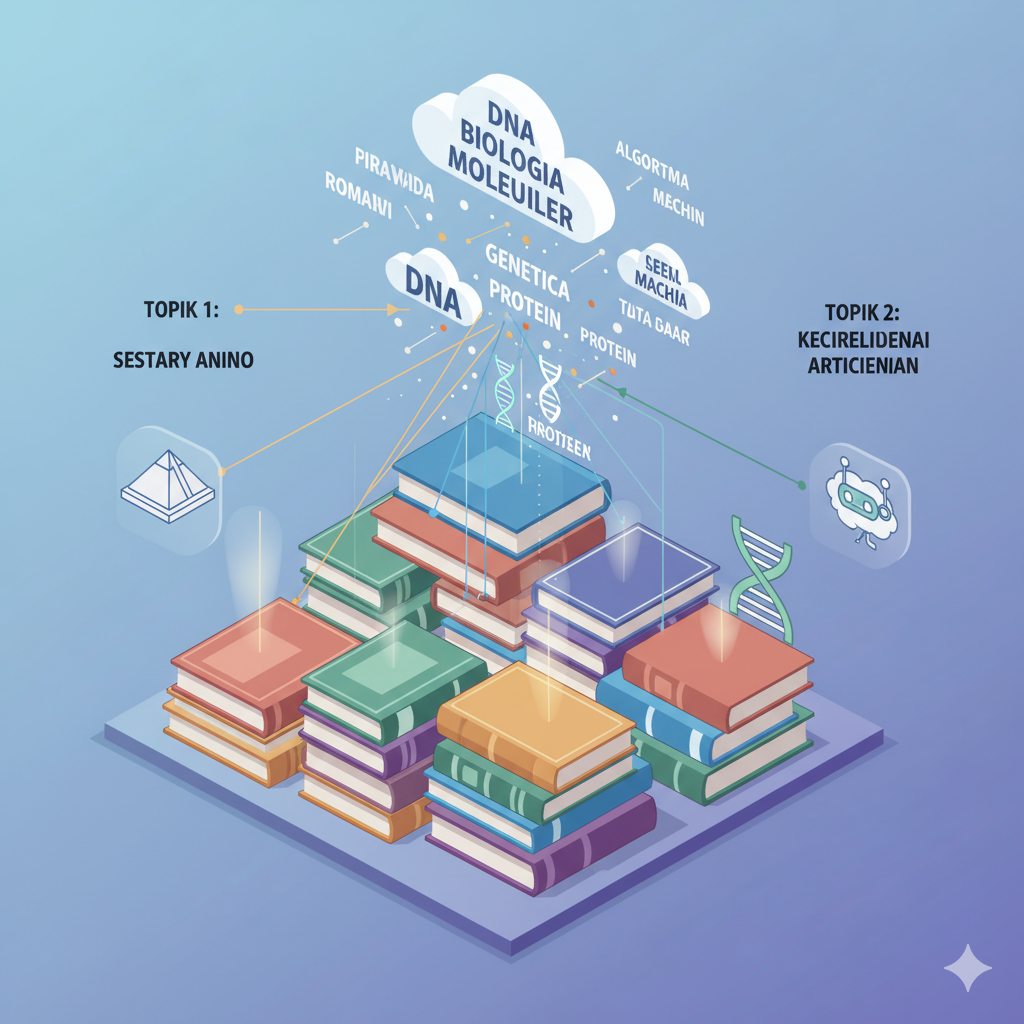 DNA
BIOLOGIA
MOLEUILER
PIRAWIDA
ROMAIVI
ALGORTMA
MECHIN
DNA
GENETICA
PROTEIN
SEEM.
MACHIA
TUTA GAAR
PROTEIN
TOPIK 1:
SESTARY ANINO
TOPIK 2:
KECIRELIDENAI
ARTICIENIAN